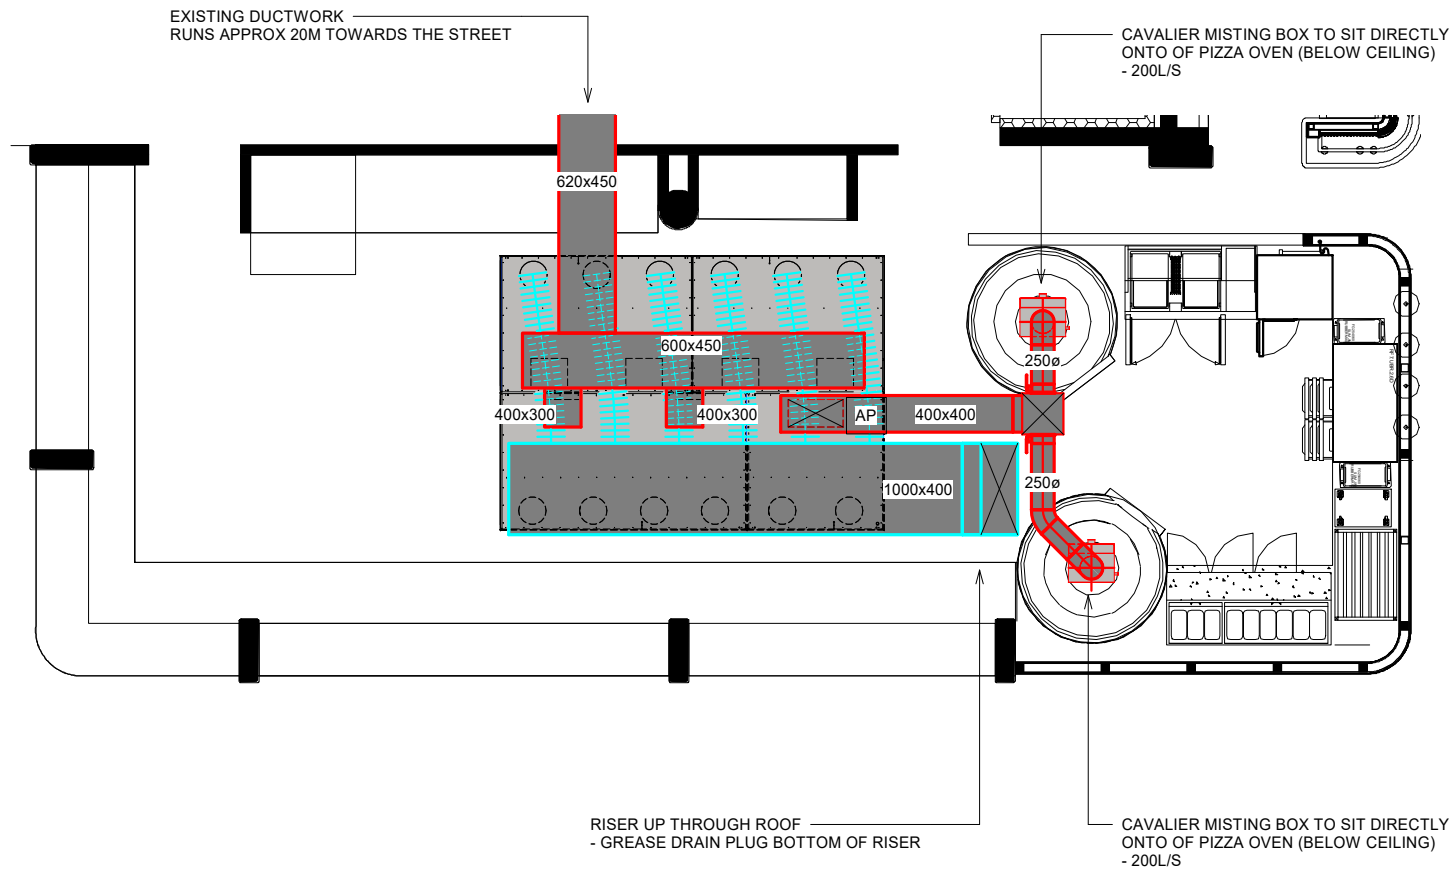 EXISTING DUCTWORK
RUNS APPROX 20M TOWARDS THE STREET
CAVALIER MISTING BOX TO SIT DIRECTLY
ONTO OF PIZZA OVEN (BELOW CEILING)
- 200L/S
620x450
600x450
250ø
400x300
400x300
AP
400x400
1000x400
250ø
RISER UP THROUGH ROOF
- GREASE DRAIN PLUG BOTTOM OF RISER
CAVALIER MISTING BOX TO SIT DIRECTLY
ONTO OF PIZZA OVEN (BELOW CEILING)
- 200L/S